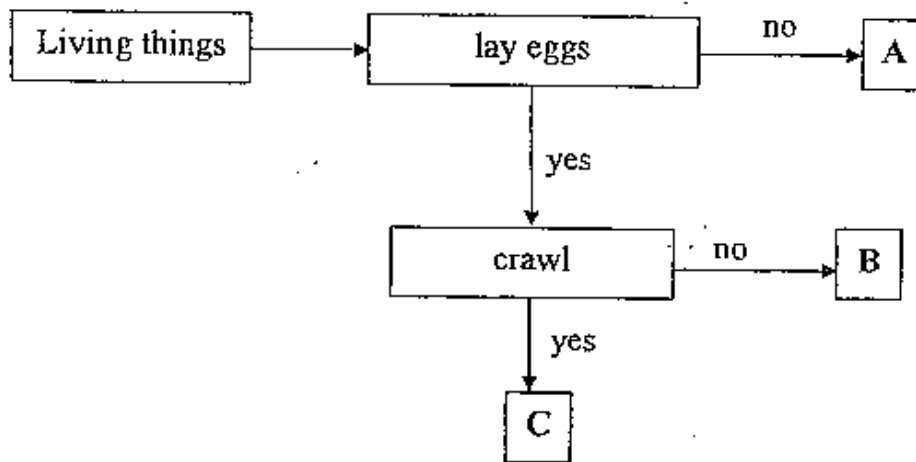 Living things
lay eggs
no
A
yes
crawl
no
B
yes
C